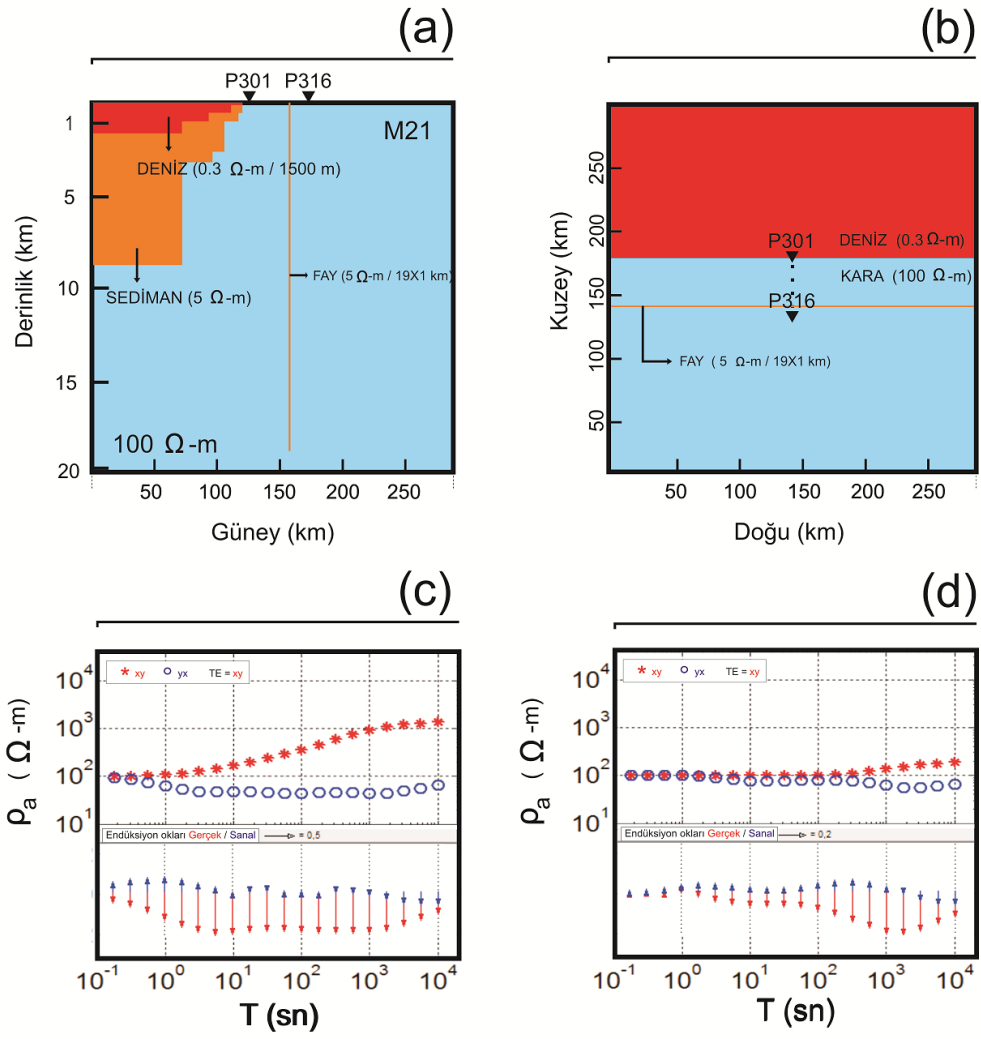 (a)
P301 P316
M21
1
5
10
15
20
DENİZ (0.3 Ω-m / 1500 m)
FAY (5 Ω-m / 19X1 km)
SEDİMAN (5 Ω-m)
100 Ω-m
Derinlik (km)
50 100 150 200 250
Güney (km)
(b)
250
200
150
100
50
P301
DENİZ (0.3 Ω-m)
KARA (100 Ω-m)
P316
FAY ( 5 Ω-m / 19X1 km)
Kuzey (km)
50 100 150 200 250
Doğu (km)
(c)
xy yx TE = xy
10⁴
10³
10²
10¹
ρa ( Ω -m)
Endüksiyon okları Gerçek / Sanal = 0,5
10⁻¹ 10⁰ 10¹ 10² 10³ 10⁴
T (sn)
(d)
xy yx TE = xy
10⁴
10³
10²
10¹
ρa ( Ω -m)
Endüksiyon okları Gerçek / Sanal = 0,2
10⁻¹ 10⁰ 10¹ 10² 10³ 10⁴
T (sn)